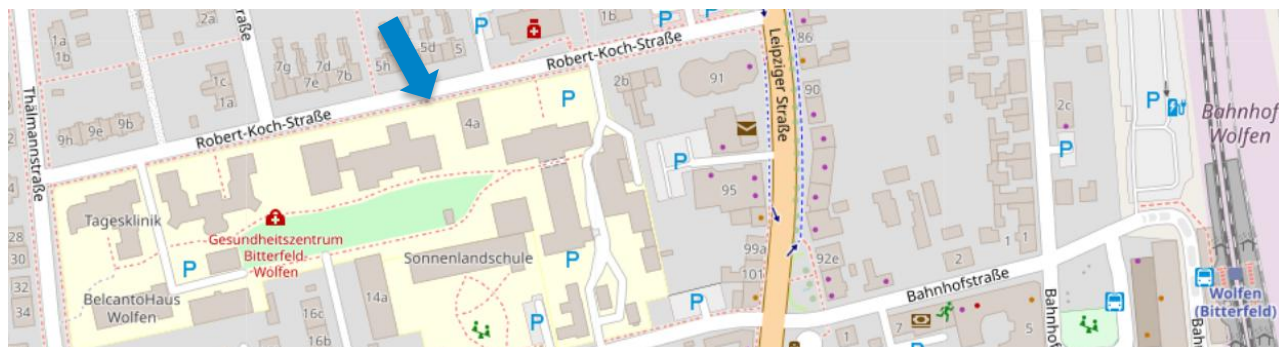 2a
1b
86
1a
1b
5d
5
7g
7d
7e
7b
5h
Robert-Koch-Straße
Leipziger Straße
91
90
2b
1c
1a
P
2c
P
Bahnhof
Wolfen
9h
9e
9b
4a
Robert-Koch-Straße
Thälmannstraße
P
P
95
Tagesklinik
Gesundheitszentrum
Bitterfeld-
Wolfen
Sonnenlandschule
28
30
32
34
P
P
99a
101
92e
2
1
1
BelcantoHaus
Wolfen
14a
16c
16b
P
P
P
Bahnhofstraße
7
5
1
P
Wolfen
(Bitterfeld)